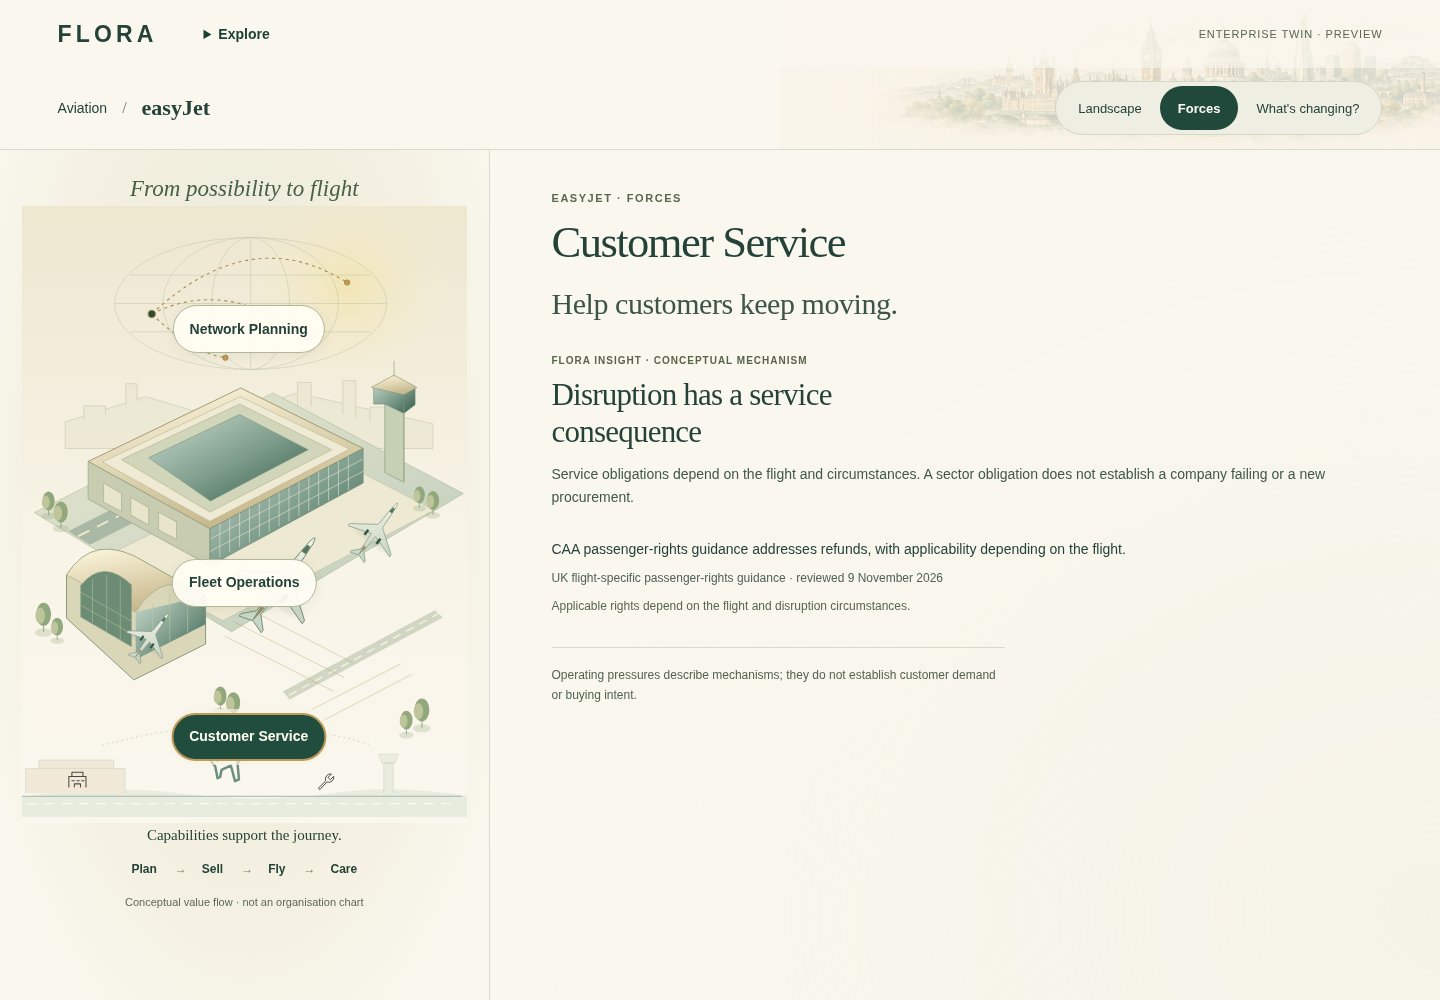 FLORA
▶ Explore
ENTERPRISE TWIN · PREVIEW
Aviation / easyJet
Landscape
Forces
What's changing?
From possibility to flight
Network Planning
Fleet Operations
Customer Service
Capabilities support the journey.
Plan → Sell → Fly → Care
Conceptual value flow · not an organisation chart
EASYJET · FORCES
Customer Service
Help customers keep moving.
FLORA INSIGHT · CONCEPTUAL MECHANISM
Disruption has a service
consequence
Service obligations depend on the flight and circumstances. A sector obligation does not establish a company failing or a new
procurement.
CAA passenger-rights guidance addresses refunds, with applicability depending on the flight.
UK flight-specific passenger-rights guidance · reviewed 9 November 2026
Applicable rights depend on the flight and disruption circumstances.
Operating pressures describe mechanisms; they do not establish customer demand
or buying intent.